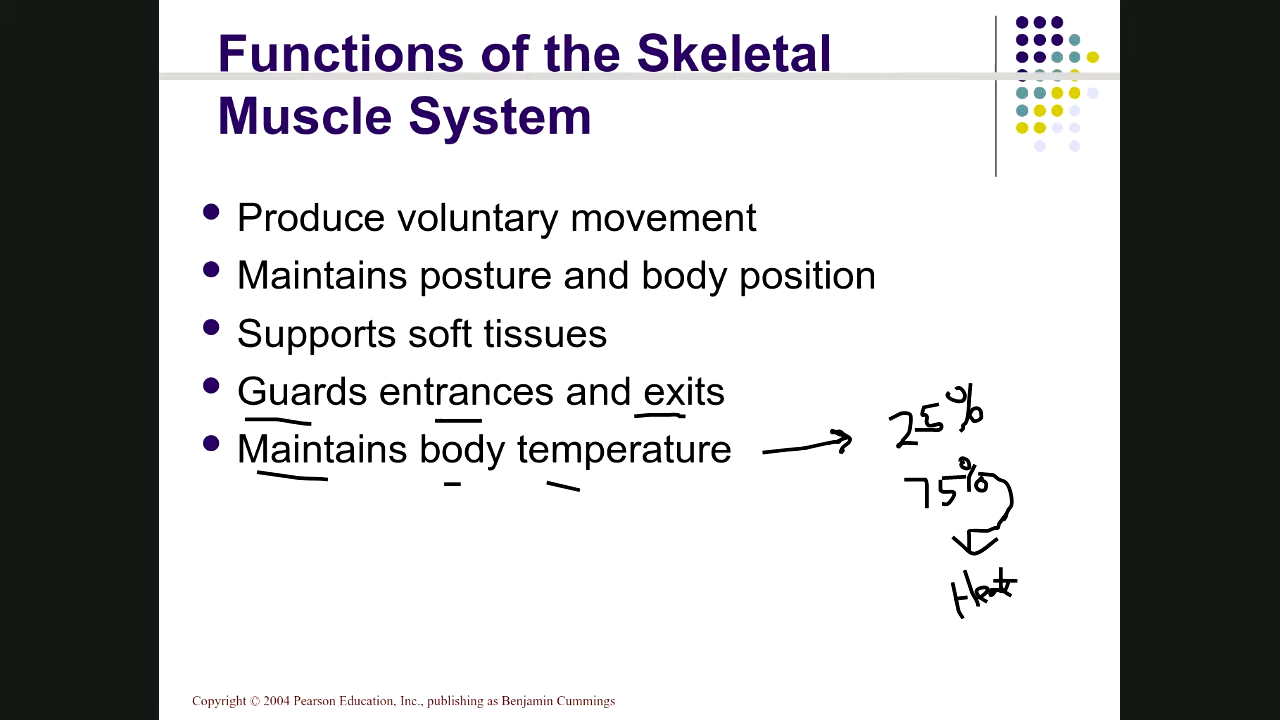 Functions of the Skeletal
Muscle System
Produce voluntary movement
Maintains posture and body position
Supports soft tissues
Guards entrances and exits
Maintains body temperature
25%
75%
Heat
Copyright © 2004 Pearson Education, Inc., publishing as Benjamin Cummings